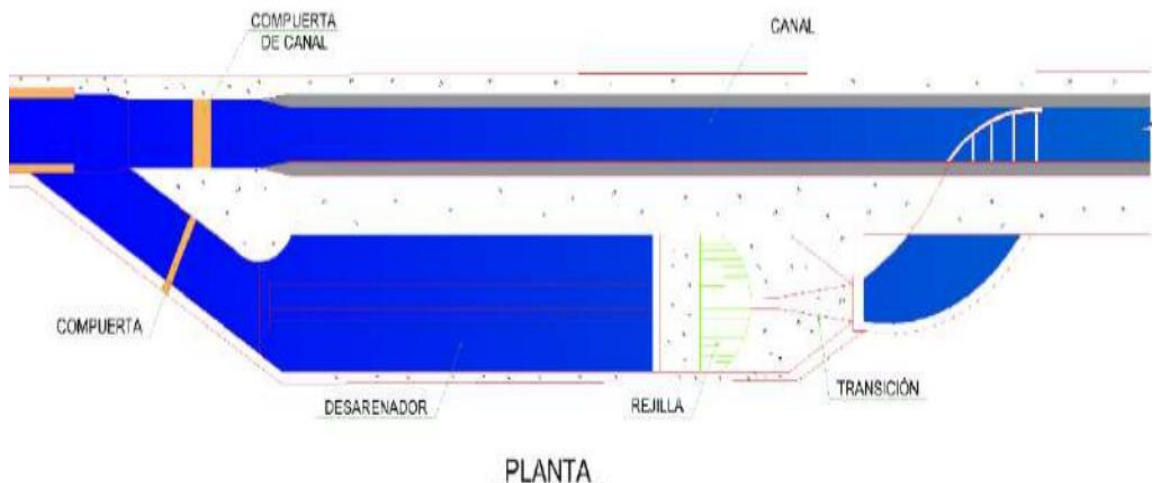 COMPUERTA
DE CANAL
CANAL
COMPUERTA
DESARENADOR
REJILLA
TRANSICIÓN
PLANTA